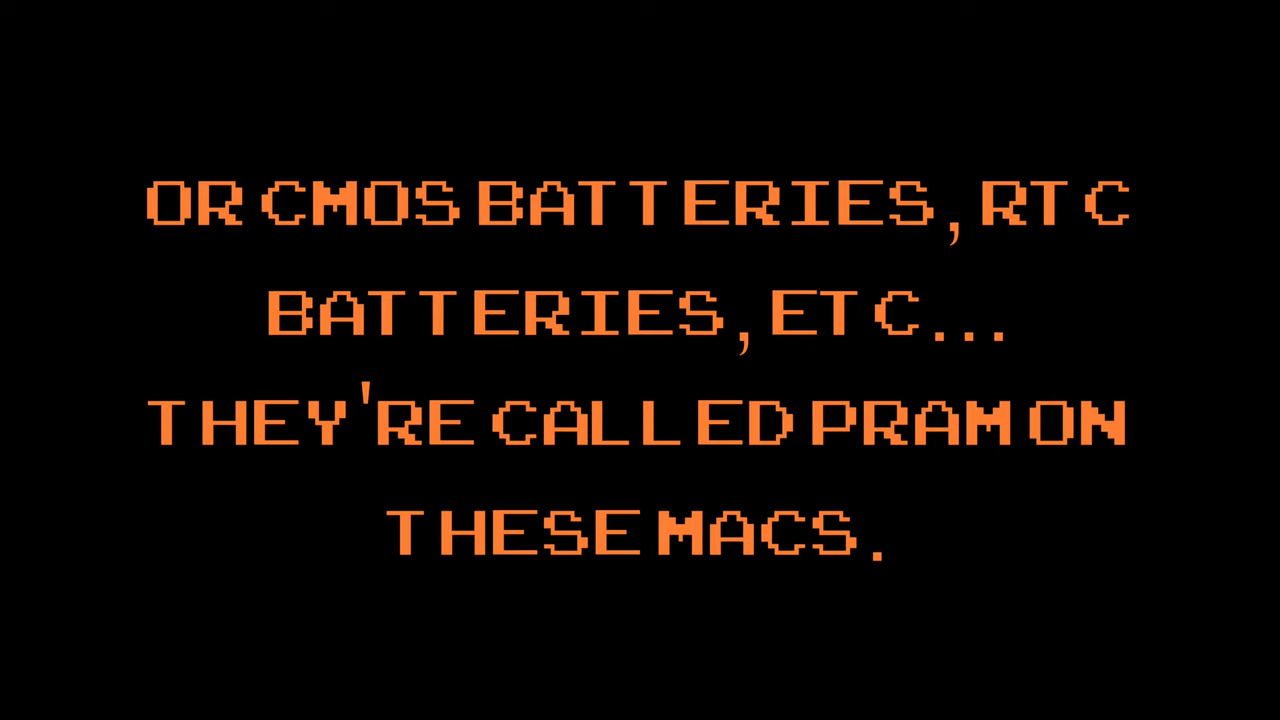 OR CMOS BATTERIES, RTC
BATTERIES, ETC...
THEY'RE CALLED PRAM ON
THESE MACS.